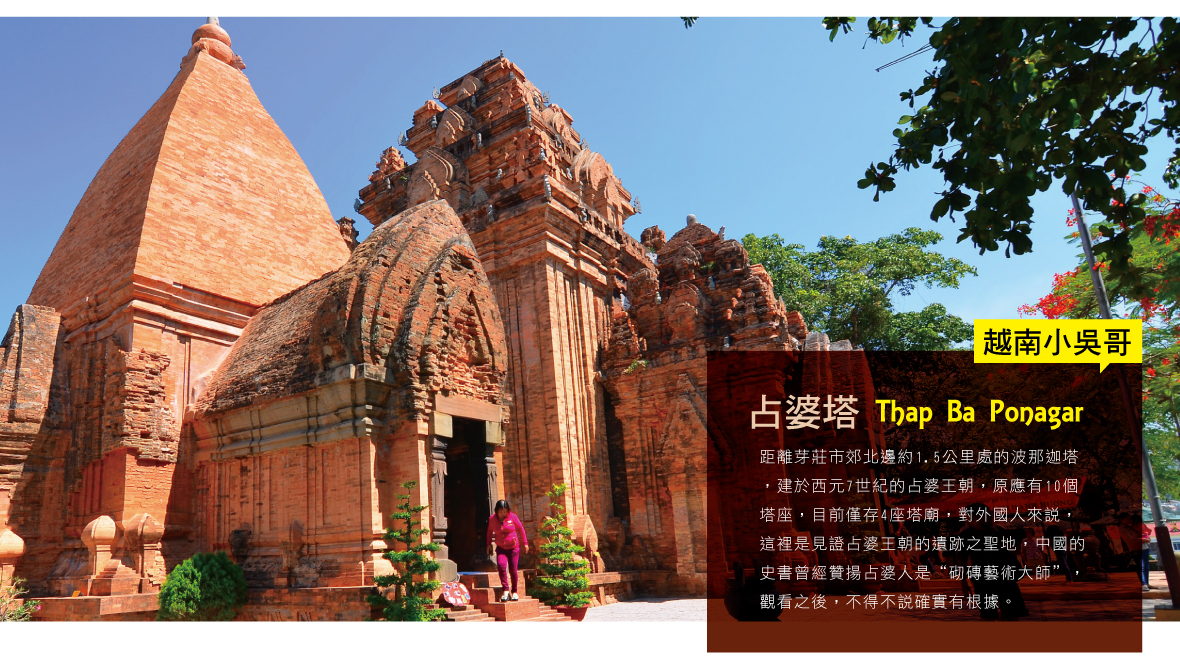 越南小吳哥
占婆塔 Thap Ba Ponagar
距離芽莊市郊北邊約1.5公里處的波那迦塔
，建於西元7世紀的占婆王朝，原應有10個
塔座，目前僅存4座塔廟，對外國人來説，
這裡是見證占婆王朝的遺跡之聖地，中國的
史書曾經贊揚占婆人是“砌磚藝術大師”，
觀看之後，不得不説確實有根據。